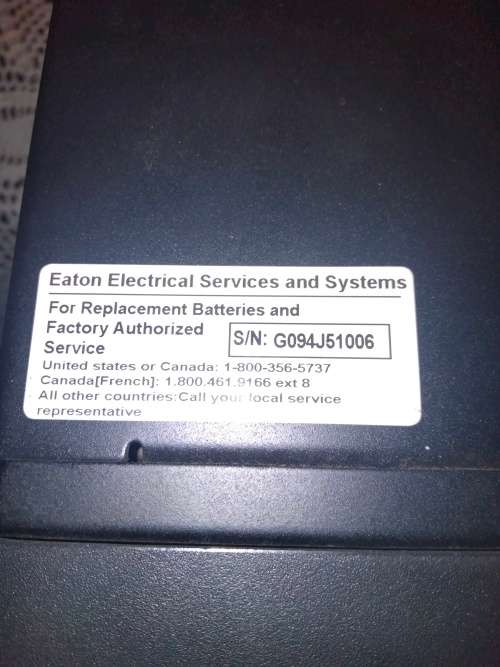 Eaton Electrical Services and Systems
For Replacement Batteries and
Factory Authorized
Service
S/N: G094J51006
United states or Canada: 1-800-356-5737
Canada[French]: 1.800.461.9166 ext 8
All other countries:Call your local service
representative